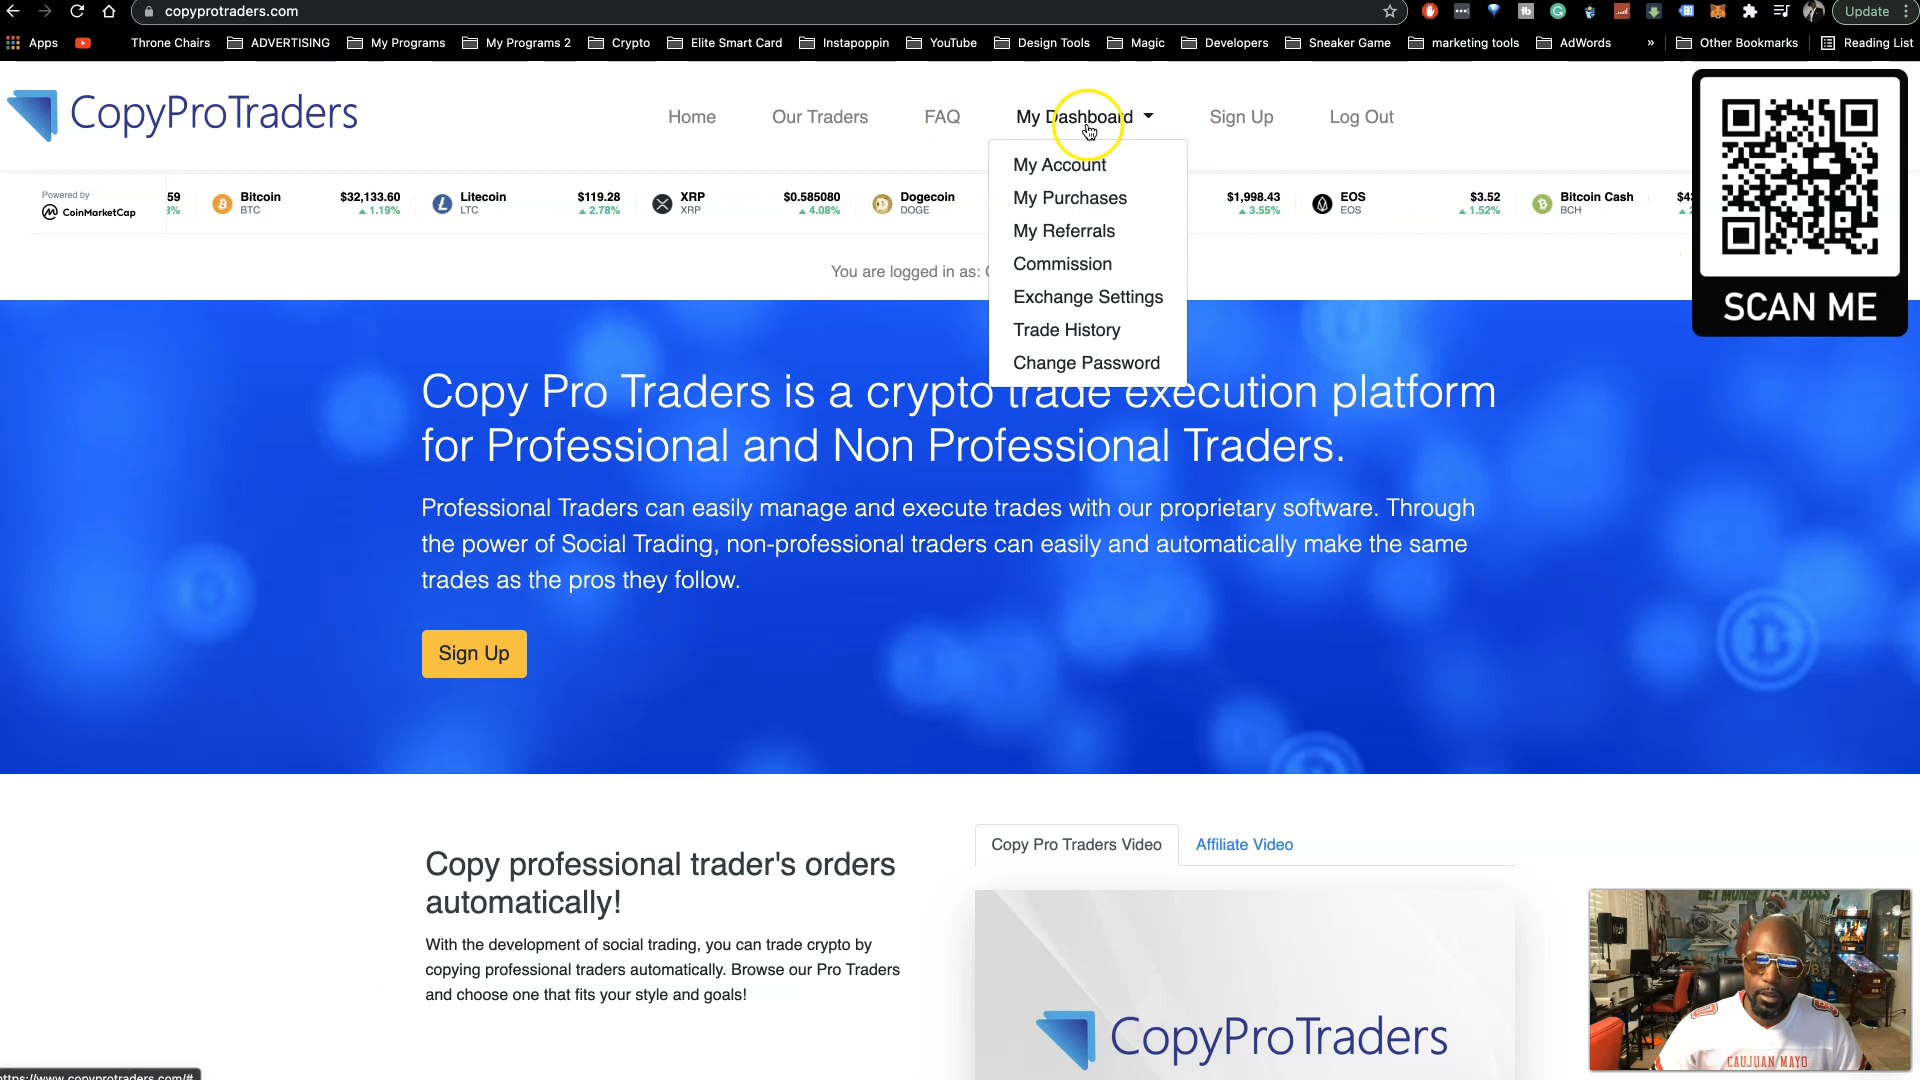 copyprotraders.com
Update
Apps
Throne Chairs
ADVERTISING
My Programs
My Programs 2
Crypto
Elite Smart Card
Instapoppin
YouTube
Design Tools
Magic
Developers
Sneaker Game
marketing tools
AdWords
»
Other Bookmarks
Reading List
CopyProTraders
Home
Our Traders
FAQ
My Dashboard
Sign Up
Log Out
My Account
My Purchases
My Referrals
Commission
Exchange Settings
Trade History
Change Password
Powered by
CoinMarketCap
59
Bitcoin
BTC
$32,133.60
▲ 1.19%
Litecoin
LTC
$119.28
▲ 2.78%
XRP
XRP
$0.585080
▲ 4.08%
Dogecoin
DOGE
$1,998.43
▲ 3.55%
EOS
EOS
$3.52
▲ 1.52%
Bitcoin Cash
BCH
SCAN ME
You are logged in as:
Copy Pro Traders is a crypto trade execution platform
for Professional and Non Professional Traders.
Professional Traders can easily manage and execute trades with our proprietary software. Through
the power of Social Trading, non-professional traders can easily and automatically make the same
trades as the pros they follow.
Sign Up
Copy professional trader's orders
automatically!
With the development of social trading, you can trade crypto by
copying professional traders automatically. Browse our Pro Traders
and choose one that fits your style and goals!
Copy Pro Traders Video
Affiliate Video
CopyProTraders
CAUJUAN MAYO
https://www.copyprotraders.com/#